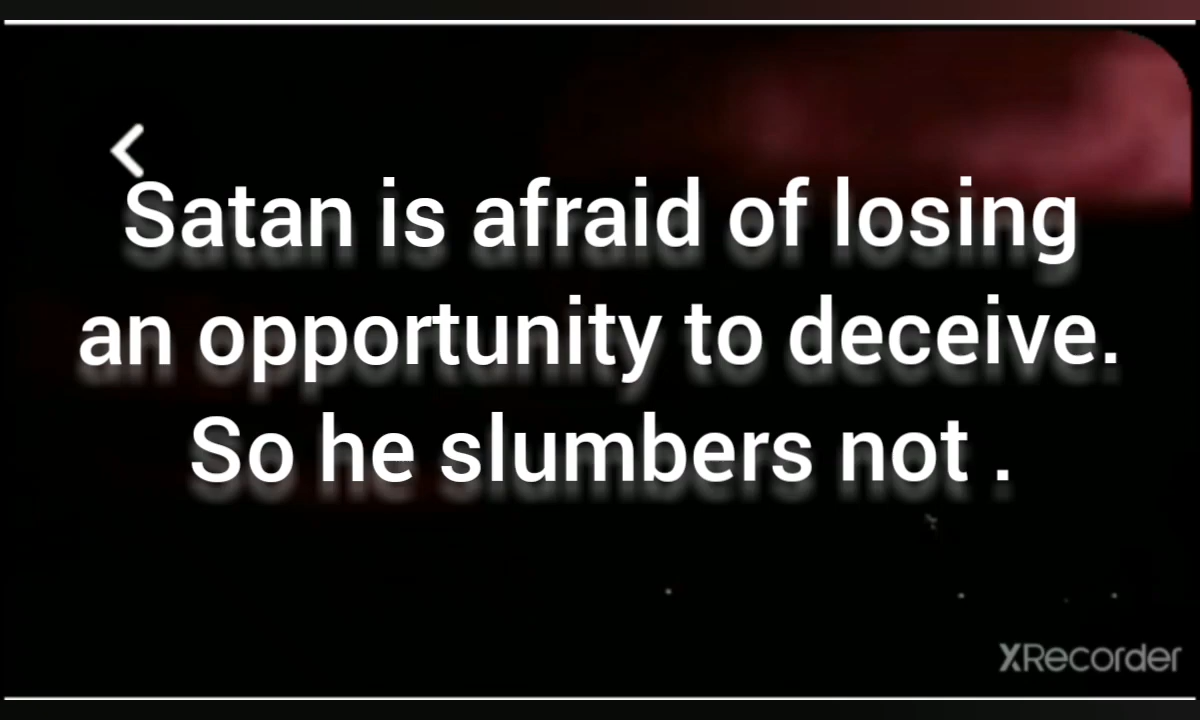 Satan is afraid of losing
an opportunity to deceive.
So he slumbers not .
XRecorder